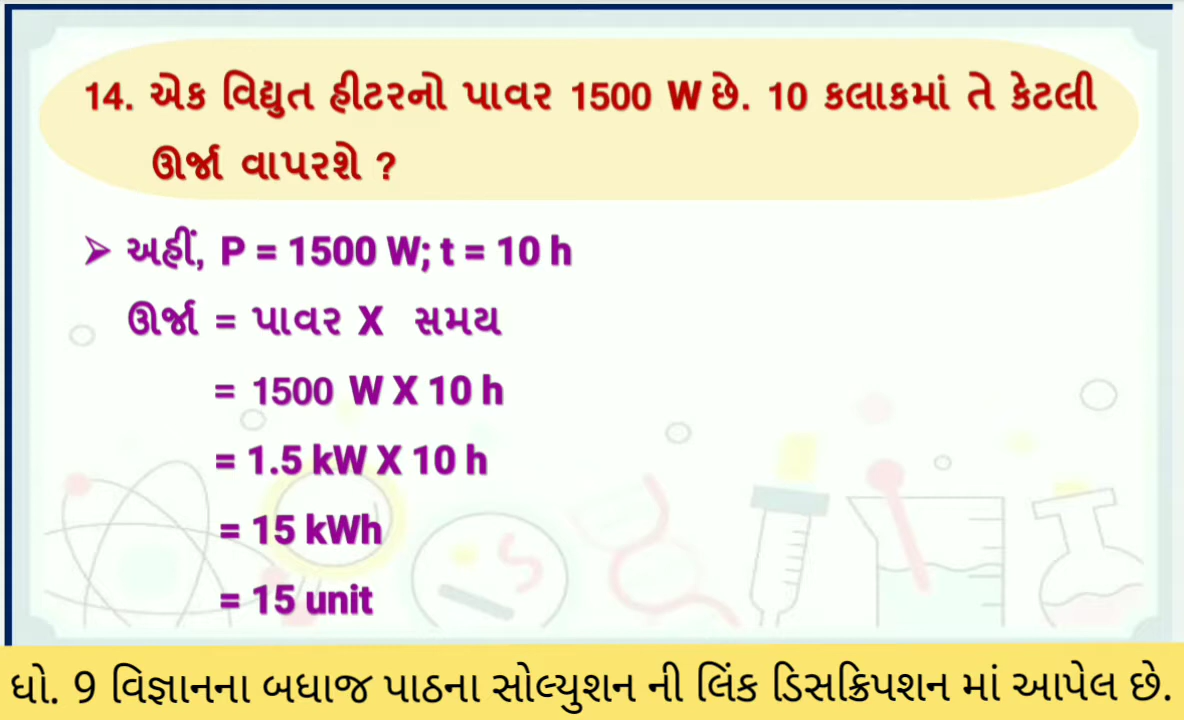 14. એક વિદ્યુત હીટરનો પાવર 1500 W છે. 10 કલાકમાં તે કેટલી
ઊર્જા વાપરશે ?
➢ અહીં, P = 1500 W; t = 10 h
ઊર્જા = પાવર X સમય
= 1500 W X 10 h
= 1.5 kW X 10 h
= 15 kWh
= 15 unit
ધો. 9 વિજ્ઞાનના બધાજ પાઠના સોલ્યુશન ની લિંક ડિસક્રિપશન માં આપેલ છે.